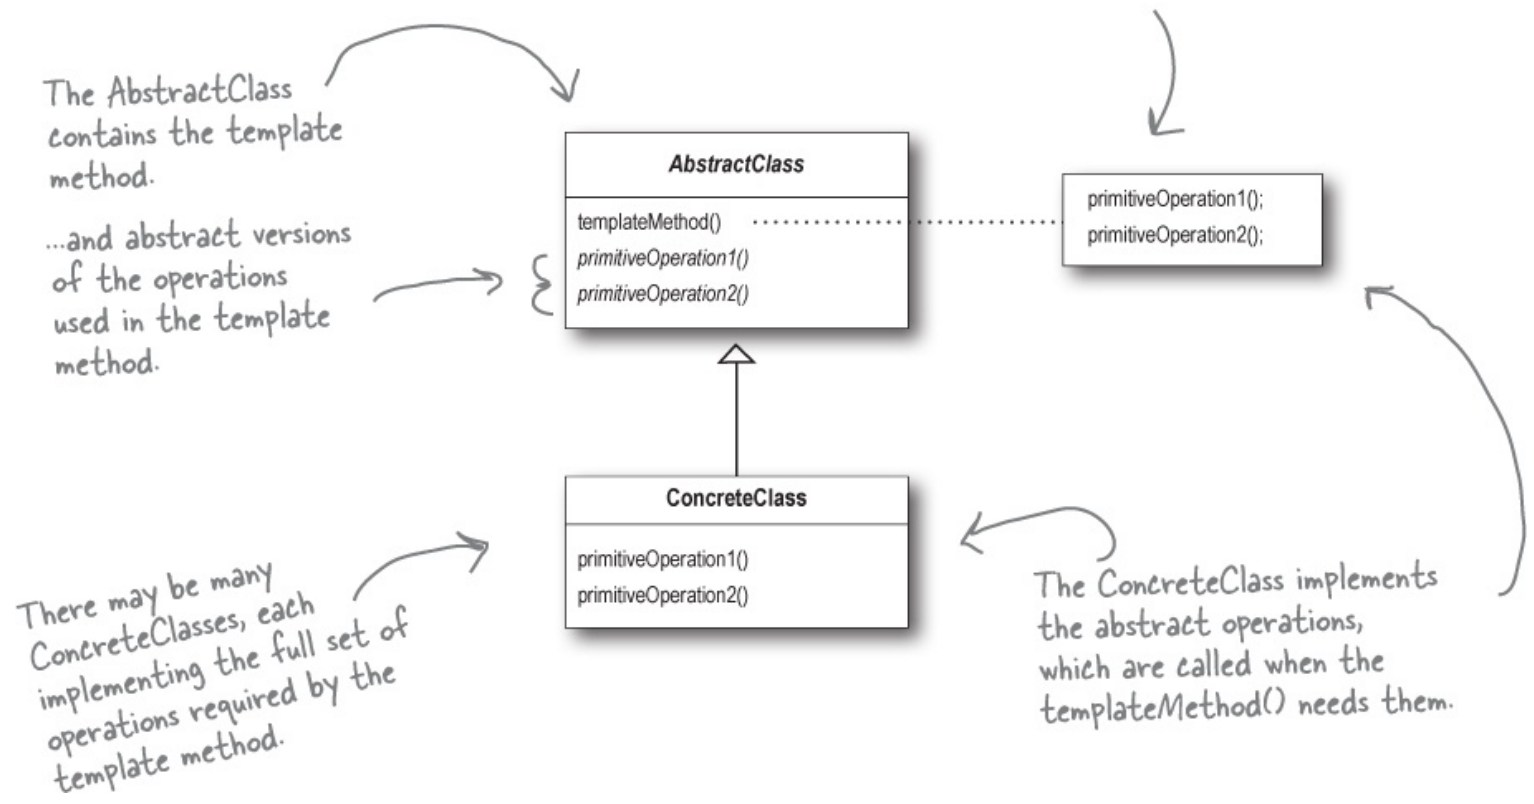 The AbstractClass
contains the template
method.
...and abstract versions
of the operations
used in the template
method.
AbstractClass
templateMethod()
primitiveOperation1()
primitiveOperation2()
primitiveOperation1();
primitiveOperation2();
ConcreteClass
primitiveOperation1()
primitiveOperation2()
There may be many
ConcreteClasses, each
implementing the full set of
operations required by the
template method.
The ConcreteClass implements
the abstract operations,
which are called when the
templateMethod() needs them.